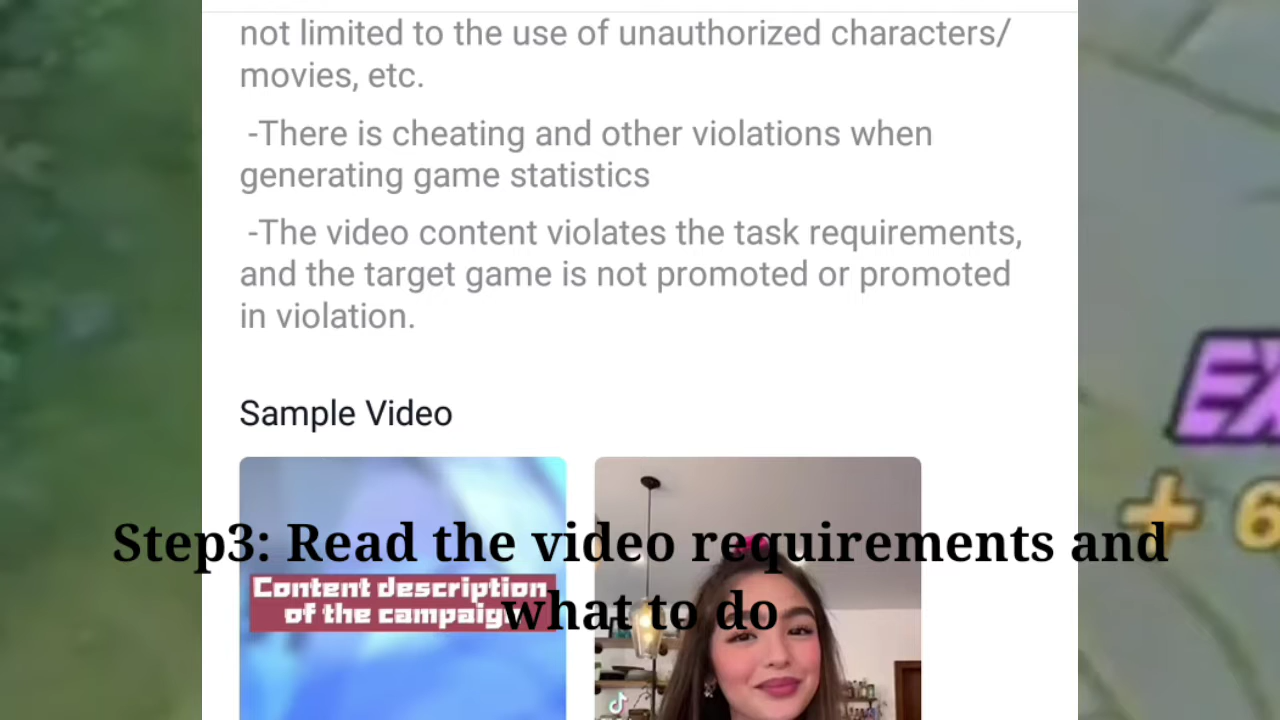 not limited to the use of unauthorized characters/
movies, etc.
-There is cheating and other violations when
generating game statistics
-The video content violates the task requirements,
and the target game is not promoted or promoted
in violation.
Sample Video
Step3: Read the video requirements and
what to do
Content description
of the campaign
EX
+ 6